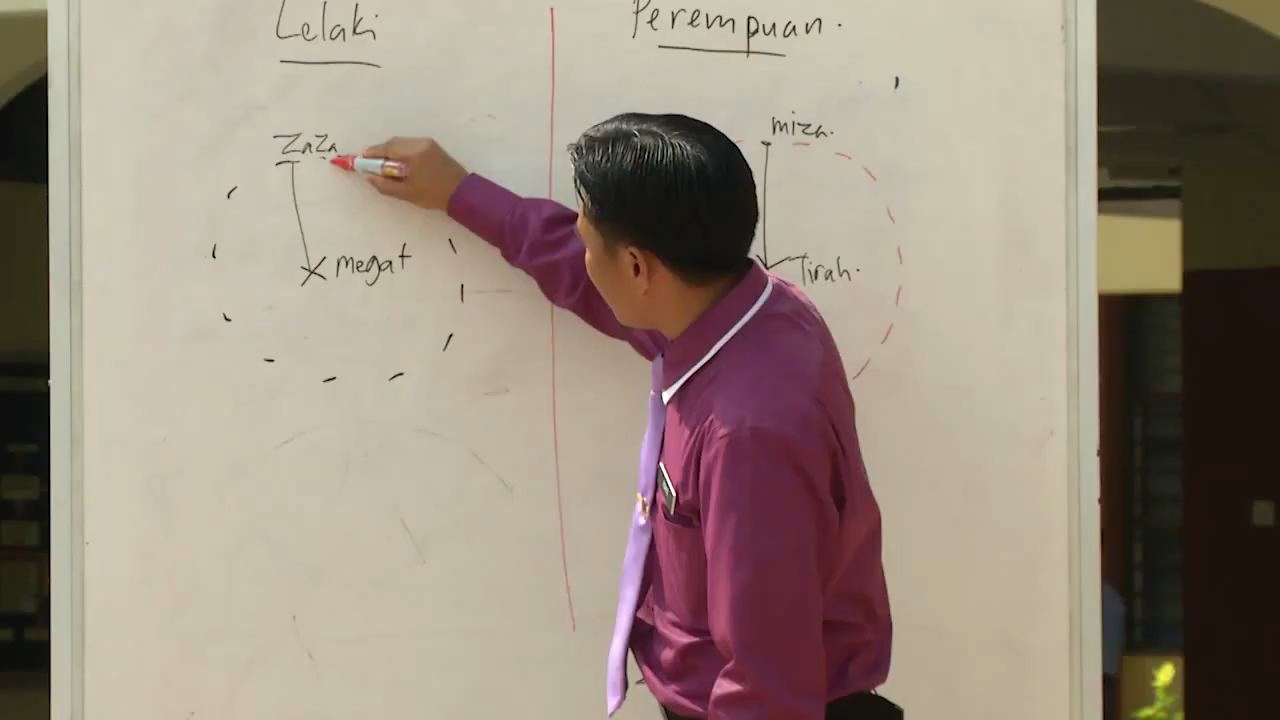 Lelaki
Perempuan.
ZaZa
megat
miza.
Tirah.